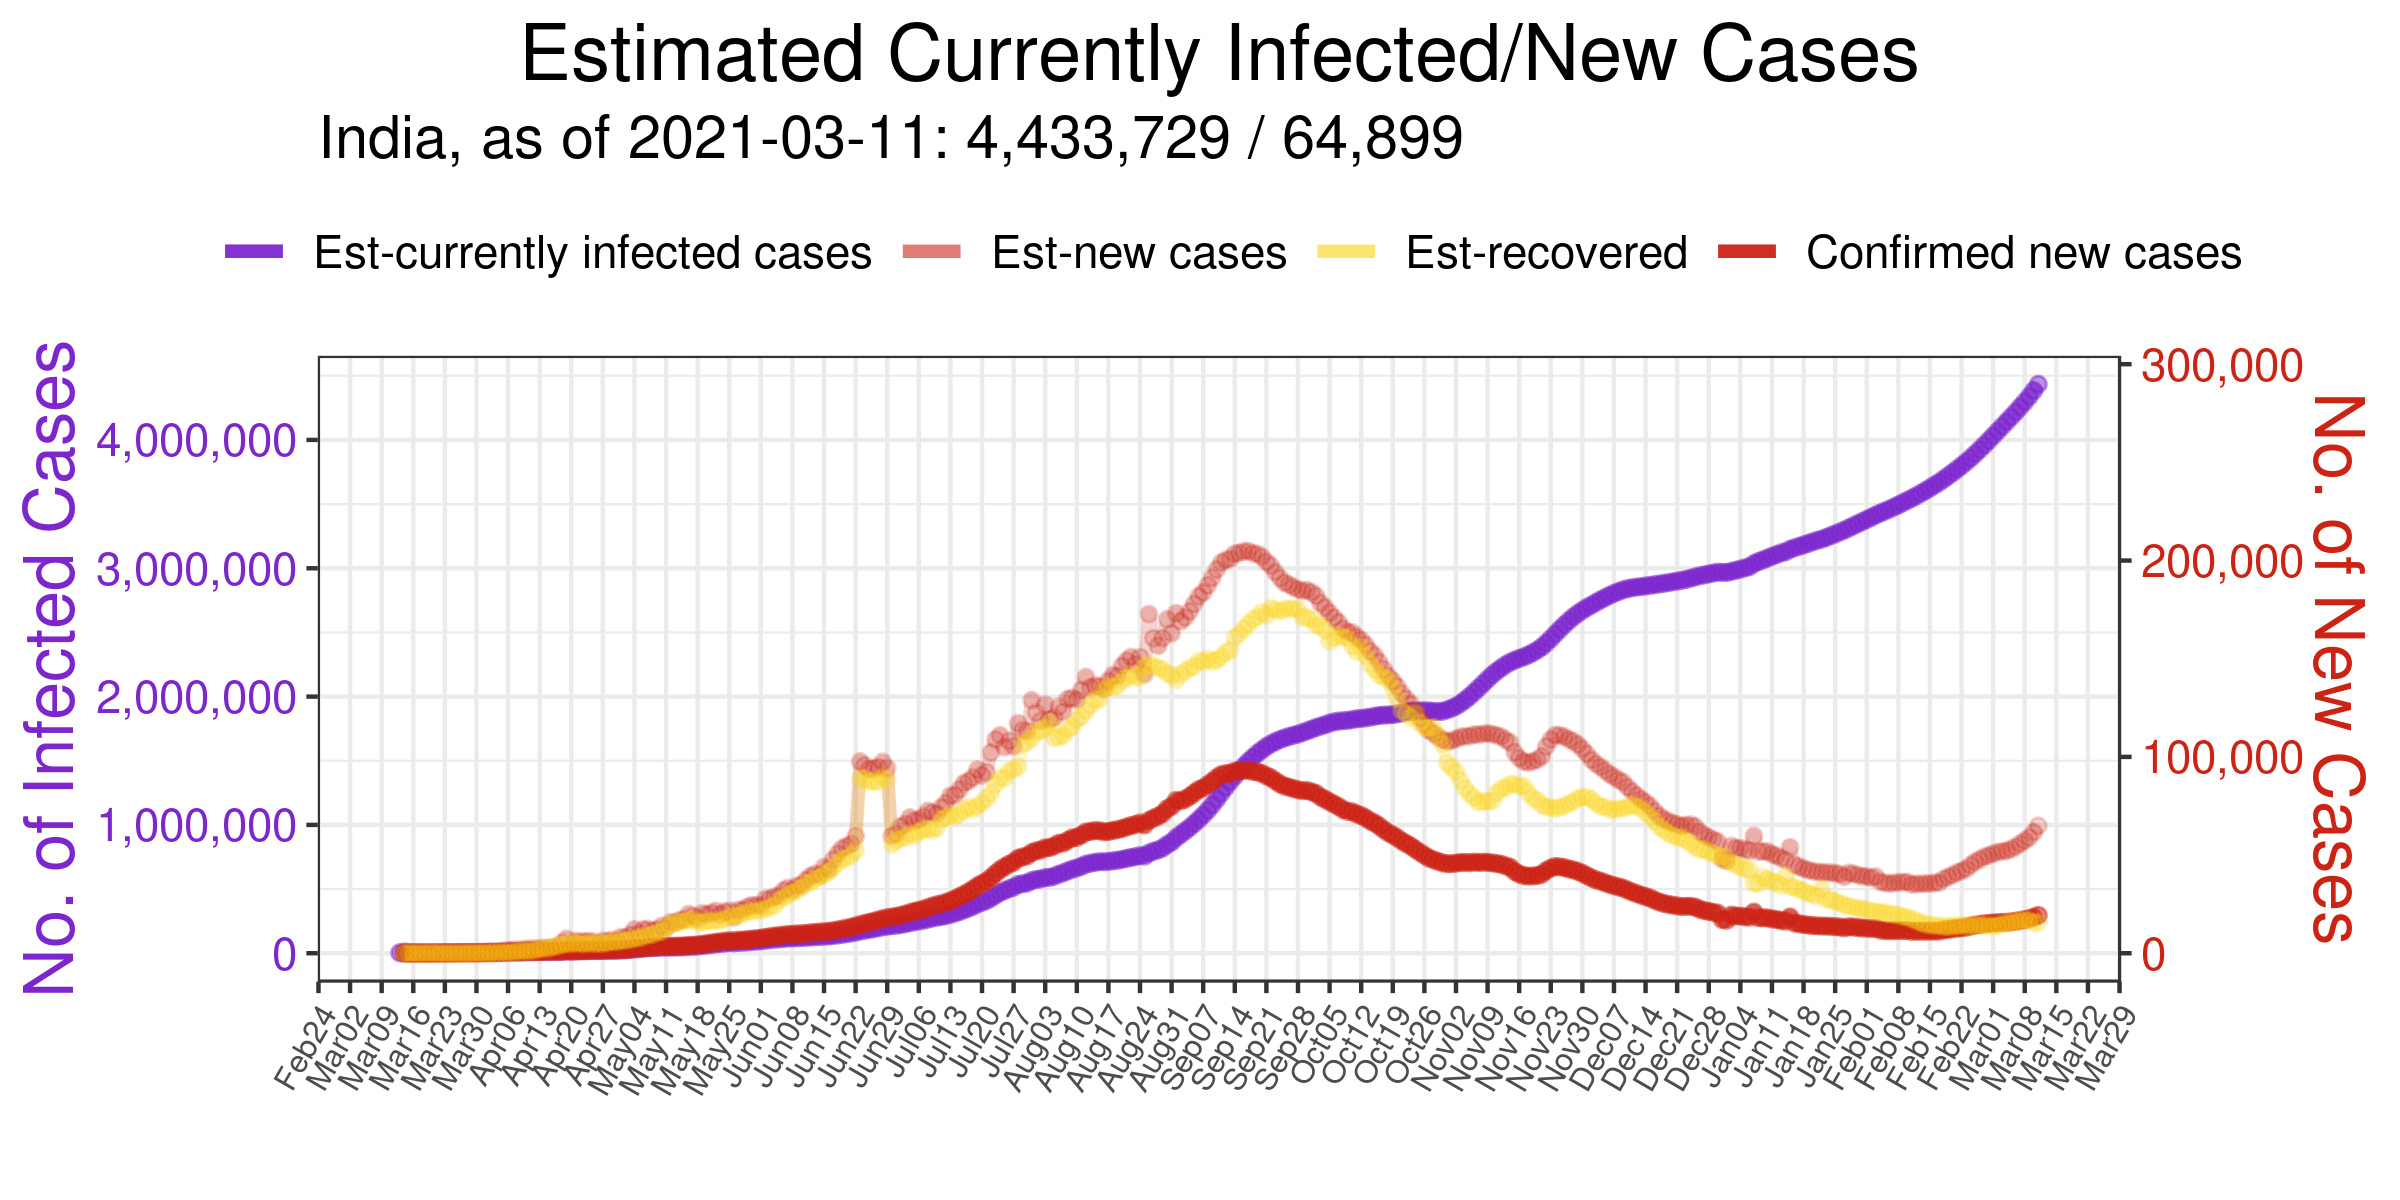 Estimated Currently Infected/New Cases
India, as of 2021-03-11: 4,433,729 / 64,899
Est-currently infected cases Est-new cases Est-recovered Confirmed new cases
No. of Infected Cases
4,000,000
3,000,000
2,000,000
1,000,000
0
300,000
200,000
100,000
0
No. of New Cases
Feb24
Mar02
Mar09
Mar16
Mar23
Mar30
Apr06
Apr13
Apr20
Apr27
May04
May11
May18
May25
Jun01
Jun08
Jun15
Jun22
Jun29
Jul06
Jul13
Jul20
Jul27
Aug03
Aug10
Aug17
Aug24
Aug31
Sep07
Sep14
Sep21
Sep28
Oct05
Oct12
Oct19
Oct26
Nov02
Nov09
Nov16
Nov23
Nov30
Dec07
Dec14
Dec21
Dec28
Jan04
Jan11
Jan18
Jan25
Feb01
Feb08
Feb15
Feb22
Mar01
Mar08
Mar15
Mar22
Mar29